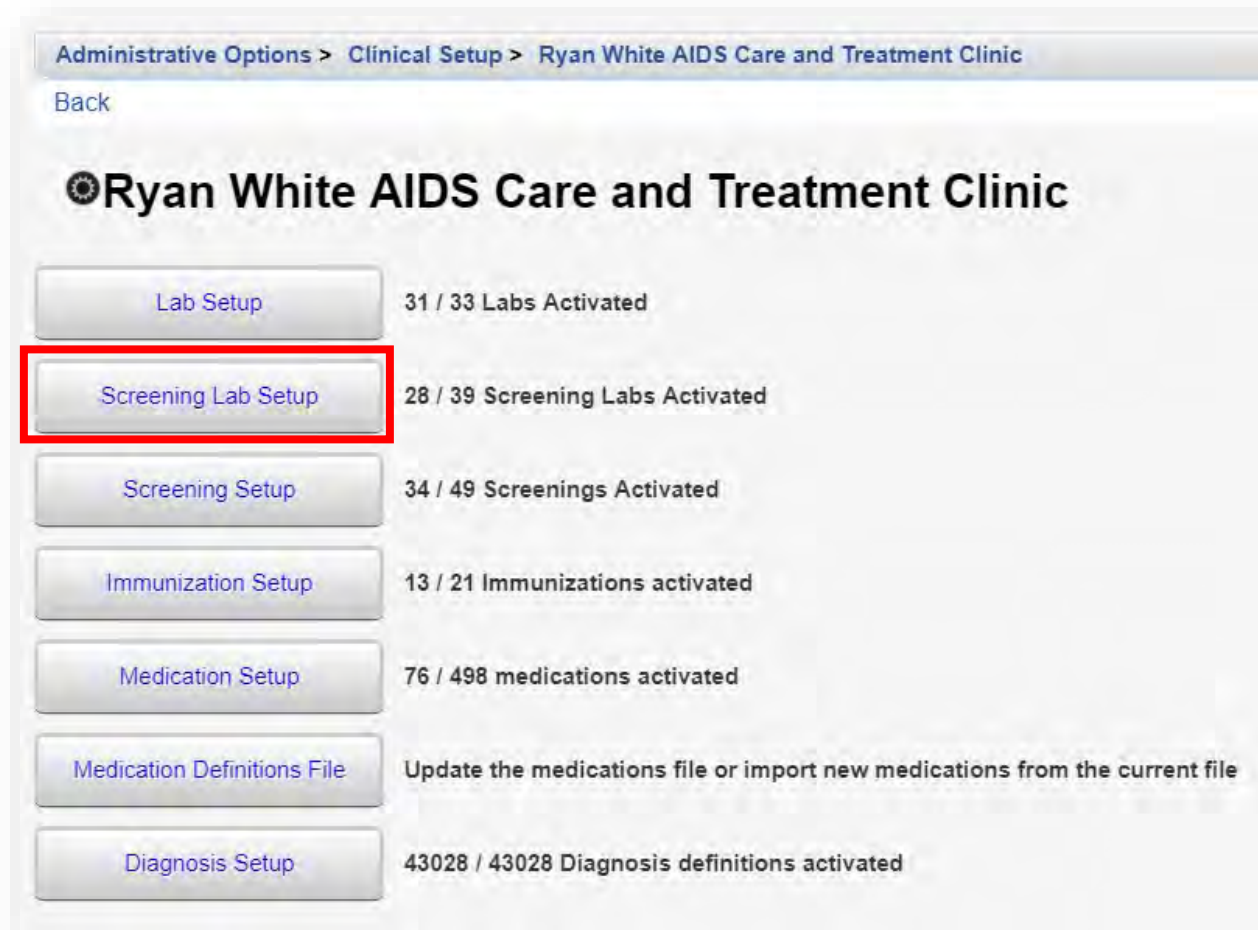 Administrative Options > Clinical Setup > Ryan White AIDS Care and Treatment Clinic
Back
Ryan White AIDS Care and Treatment Clinic
Lab Setup 31 / 33 Labs Activated
Screening Lab Setup 28 / 39 Screening Labs Activated
Screening Setup 34 / 49 Screenings Activated
Immunization Setup 13 / 21 Immunizations activated
Medication Setup 76 / 498 medications activated
Medication Definitions File Update the medications file or import new medications from the current file
Diagnosis Setup 43028 / 43028 Diagnosis definitions activated